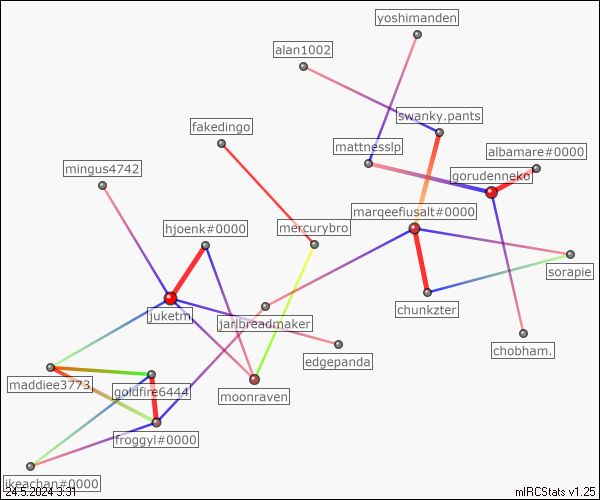 yoshimanden
alan1002
swanky.pants
fakedingo
mattnesslp
albamare#0000
mingus4742
gorudenneko
marqeefiusalt#0000
hjoenk#0000
mercurybro
sorapie
juketm
jarlbreadmaker
chunkzter
chobham.
edgepanda
maddiee3773
goldfire6444
moonraven
froggyl#0000
ikeachan#0000
24.5.2024 3:31
mIRCStats v1.25